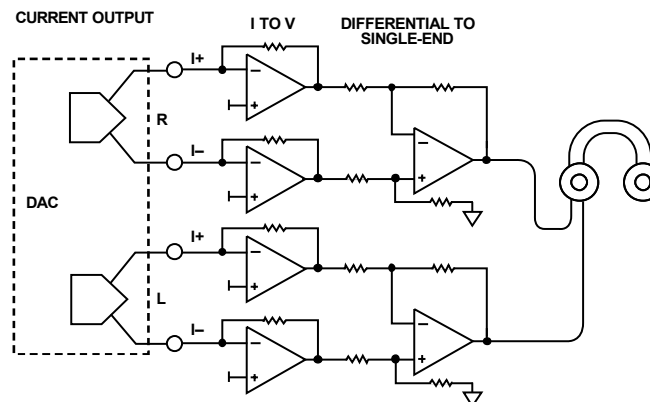 CURRENT OUTPUT
I TO V
DIFFERENTIAL TO
SINGLE-END
I+
R
I–
DAC
I+
L
I–
–
+
–
+
–
+
–
+
–
+
–
+